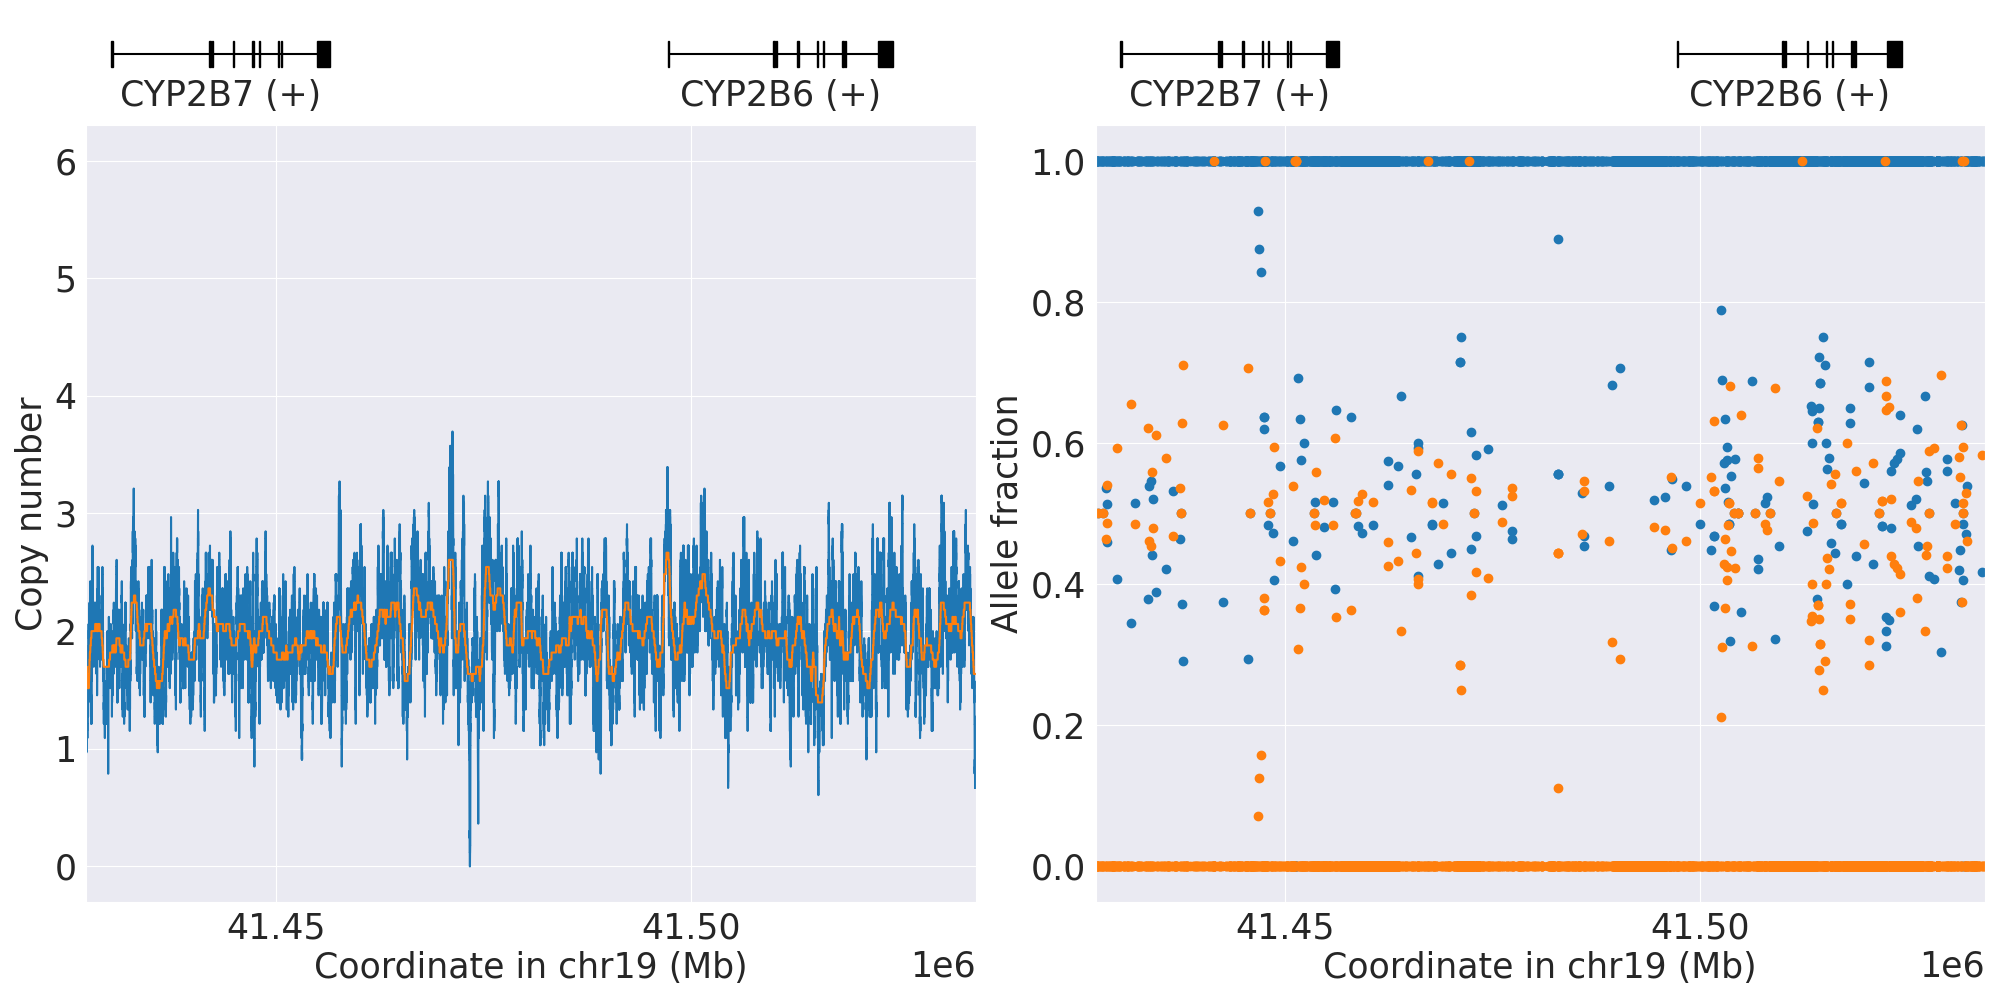 CYP2B7 (+)
CYP2B6 (+)
CYP2B7 (+)
CYP2B6 (+)
6
5
4
3
2
1
0
Copy number
41.45
41.50
Coordinate in chr19 (Mb)
1e6
1.0
0.8
0.6
0.4
0.2
0.0
Allele fraction
41.45
41.50
Coordinate in chr19 (Mb)
1e6